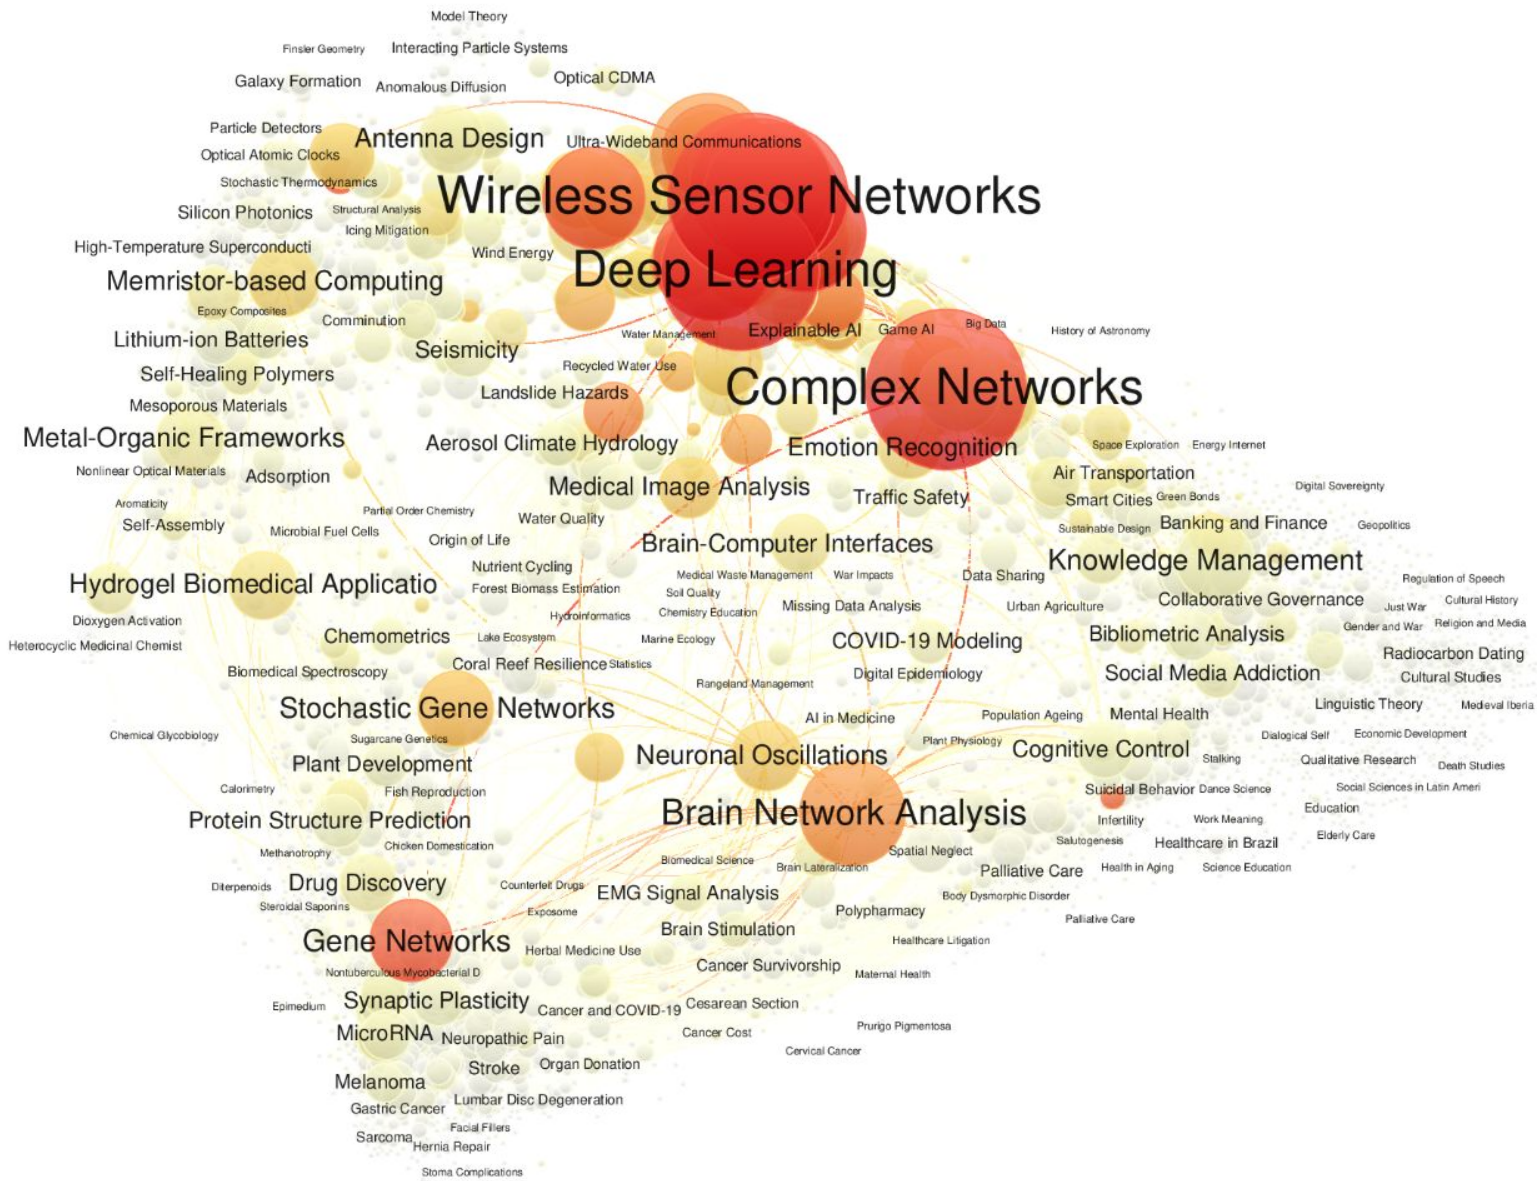 Model Theory
Finsler Geometry
Interacting Particle Systems
Galaxy Formation
Anomalous Diffusion
Optical CDMA
Particle Detectors
Antenna Design
Ultra-Wideband Communications
Optical Atomic Clocks
Stochastic Thermodynamics
Wireless Sensor Networks
Silicon Photonics
Structural Analysis
Icing Mitigation
High-Temperature Superconducti
Wind Energy
Deep Learning
Memristor-based Computing
Epoxy Composites
Comminution
Water Management
Explainable AI
Game AI
Big Data
History of Astronomy
Lithium-ion Batteries
Seismicity
Recycled Water Use
Self-Healing Polymers
Landslide Hazards
Complex Networks
Mesoporous Materials
Metal-Organic Frameworks
Aerosol Climate Hydrology
Emotion Recognition
Space Exploration
Energy Internet
Nonlinear Optical Materials
Adsorption
Medical Image Analysis
Air Transportation
Digital Sovereignty
Traffic Safety
Smart Cities
Green Bonds
Aromaticity
Partial Order Chemistry
Self-Assembly
Microbial Fuel Cells
Water Quality
Sustainable Design
Banking and Finance
Geopolitics
Origin of Life
Brain-Computer Interfaces
Knowledge Management
Nutrient Cycling
Medical Waste Management
War Impacts
Data Sharing
Regulation of Speech
Hydrogel Biomedical Applicatio
Forest Biomass Estimation
Soil Quality
Missing Data Analysis
Urban Agriculture
Collaborative Governance
Just War
Cultural History
Hydroinformatics
Chemistry Education
Dioxygen Activation
Gender and War
Religion and Media
Chemometrics
Lake Ecosystem
Marine Ecology
COVID-19 Modeling
Bibliometric Analysis
Heterocyclic Medicinal Chemist
Radiocarbon Dating
Coral Reef Resilience
Statistics
Biomedical Spectroscopy
Digital Epidemiology
Social Media Addiction
Cultural Studies
Rangeland Management
Stochastic Gene Networks
AI in Medicine
Population Ageing
Mental Health
Linguistic Theory
Medieval Iberia
Chemical Glycobiology
Sugarcane Genetics
Plant Physiology
Dialogical Self
Economic Development
Neuronal Oscillations
Cognitive Control
Plant Development
Stalking
Qualitative Research
Death Studies
Calorimetry
Fish Reproduction
Suicidal Behavior
Dance Science
Social Sciences in Latin Ameri
Brain Network Analysis
Education
Protein Structure Prediction
Infertility
Work Meaning
Elderly Care
Chicken Domestication
Salutogenesis
Healthcare in Brazil
Methanotrophy
Biomedical Science
Brain Lateralization
Spatial Neglect
Palliative Care
Health in Aging
Science Education
Diterpenoids
Drug Discovery
Counterfeit Drugs
EMG Signal Analysis
Body Dysmorphic Disorder
Steroidal Saponins
Exposome
Polypharmacy
Palliative Care
Gene Networks
Brain Stimulation
Healthcare Litigation
Herbal Medicine Use
Cancer Survivorship
Nontuberculous Mycobacterial D
Maternal Health
Epimedium
Synaptic Plasticity
Cancer and COVID-19
Cesarean Section
MicroRNA
Neuropathic Pain
Cancer Cost
Prurigo Pigmentosa
Cervical Cancer
Stroke
Organ Donation
Melanoma
Gastric Cancer
Lumbar Disc Degeneration
Facial Fillers
Sarcoma
Hernia Repair
Stoma Complications